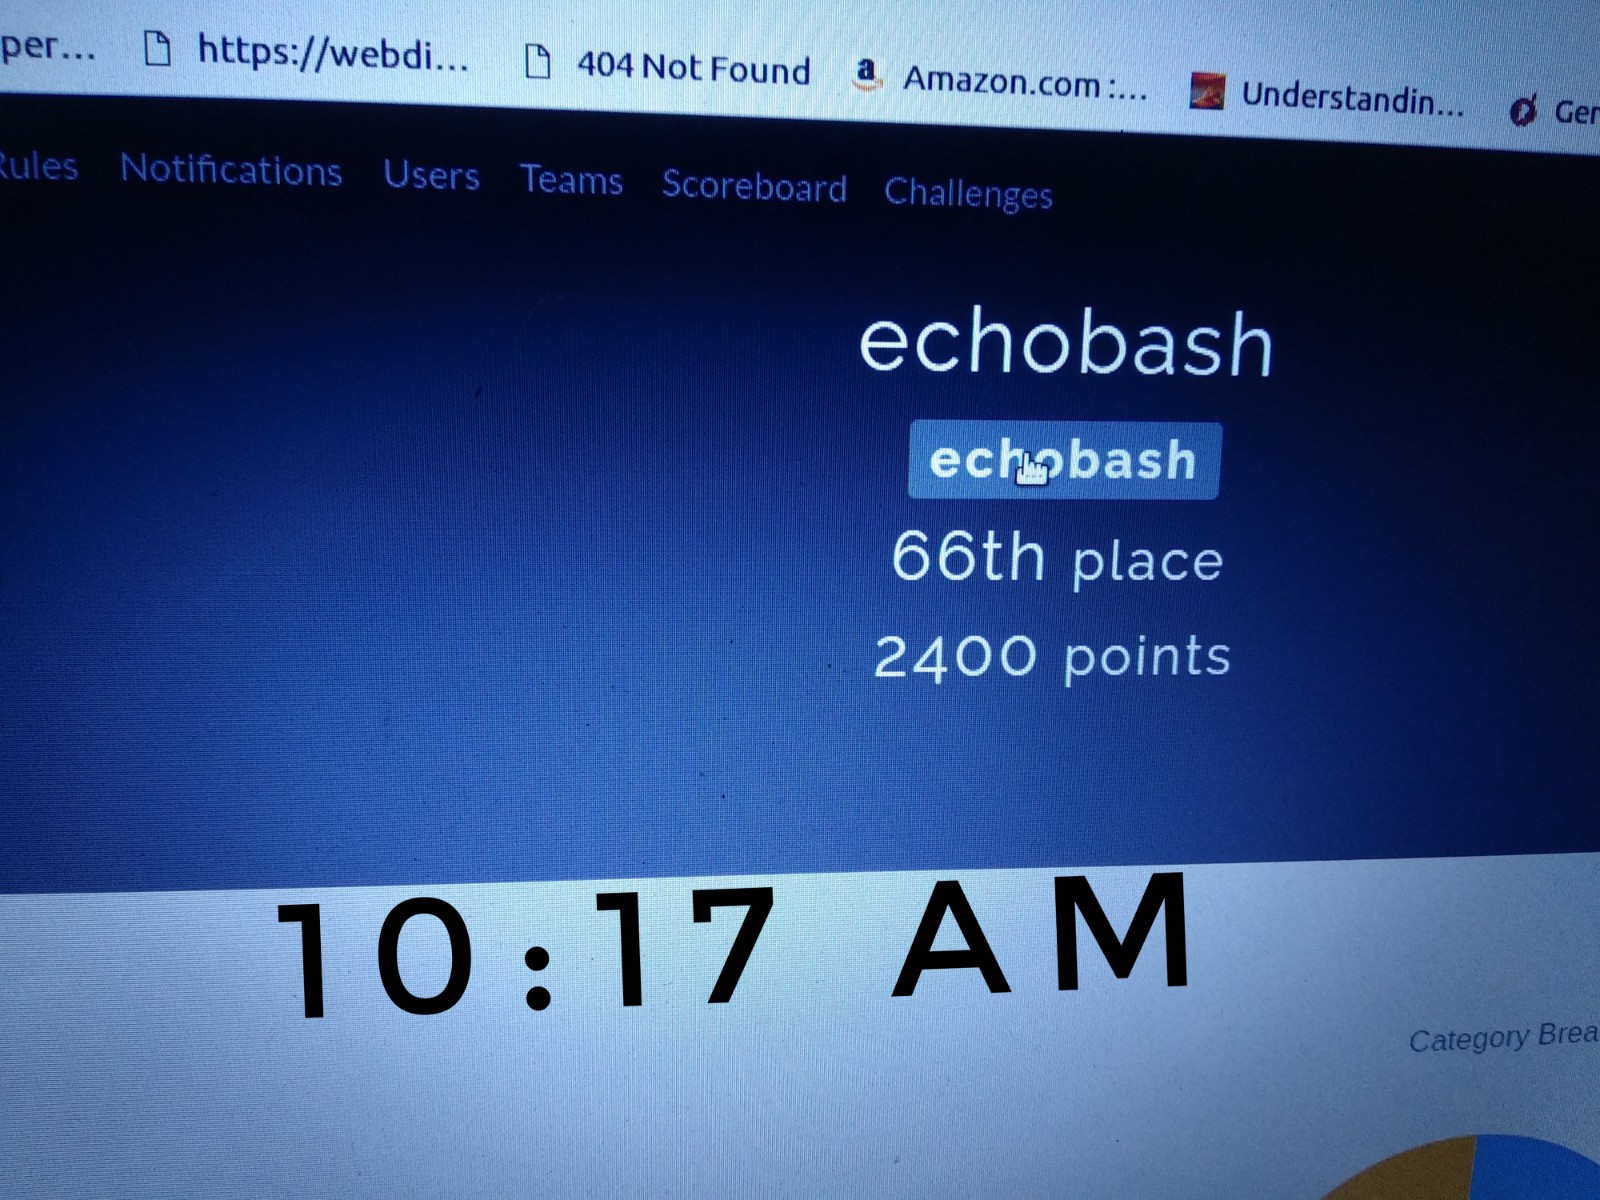 per... https://webdi... 404 Not Found Amazon.com :... Understandin... Ger
Rules Notifications Users Teams Scoreboard Challenges
echobash
echobash
66th place
2400 points
10:17 AM
Category Brea